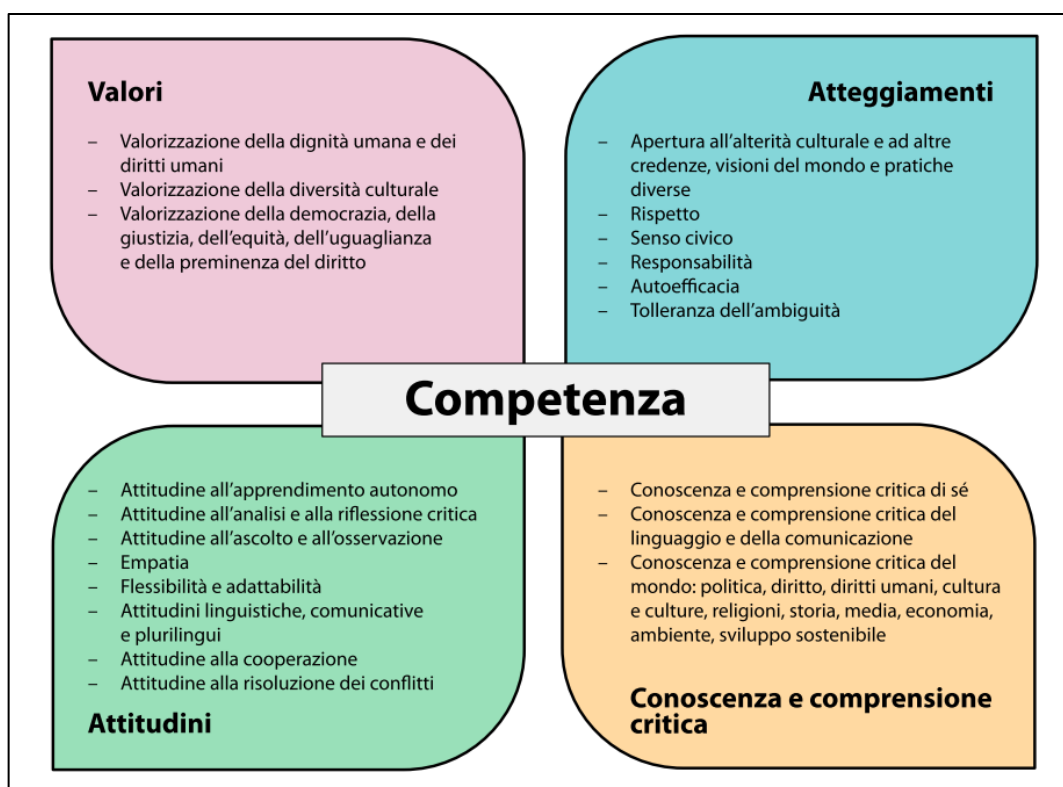 Valori
– Valorizzazione della dignità umana e dei
diritti umani
– Valorizzazione della diversità culturale
– Valorizzazione della democrazia, della
giustizia, dell’equità, dell’uguaglianza
e della preminenza del diritto
Atteggiamenti
– Apertura all’alterità culturale e ad altre
credenze, visioni del mondo e pratiche
diverse
– Rispetto
– Senso civico
– Responsabilità
– Autoefficacia
– Tolleranza dell’ambiguità
Competenza
– Attitudine all’apprendimento autonomo
– Attitudine all’analisi e alla riflessione critica
– Attitudine all’ascolto e all’osservazione
– Empatia
– Flessibilità e adattabilità
– Attitudini linguistiche, comunicative
e plurilingui
– Attitudine alla cooperazione
– Attitudine alla risoluzione dei conflitti
Attitudini
– Conoscenza e comprensione critica di sé
– Conoscenza e comprensione critica del
linguaggio e della comunicazione
– Conoscenza e comprensione critica del
mondo: politica, diritto, diritti umani, cultura
e culture, religioni, storia, media, economia,
ambiente, sviluppo sostenibile
Conoscenza e comprensione
critica